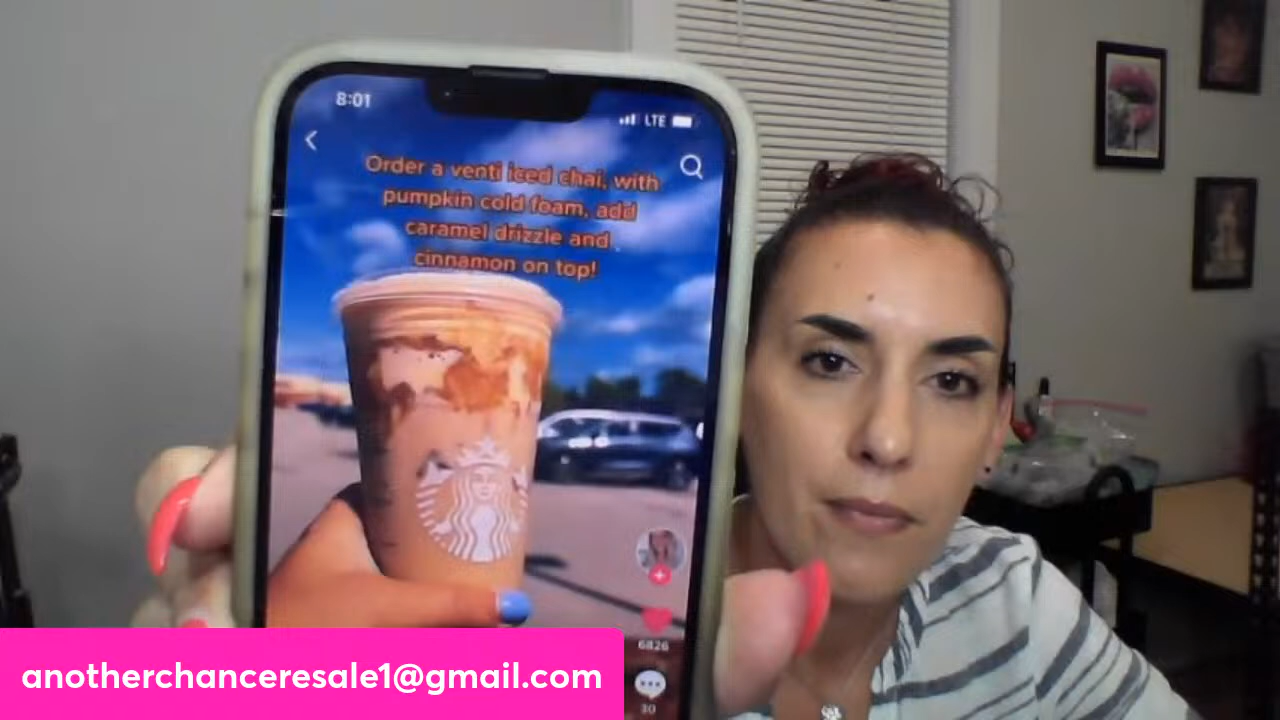 8:01
LTE
Order a venti iced chai, with
pumpkin cold foam, add
caramel drizzle and
cinnamon on top!
6826
30
anotherchanceresale1@gmail.com